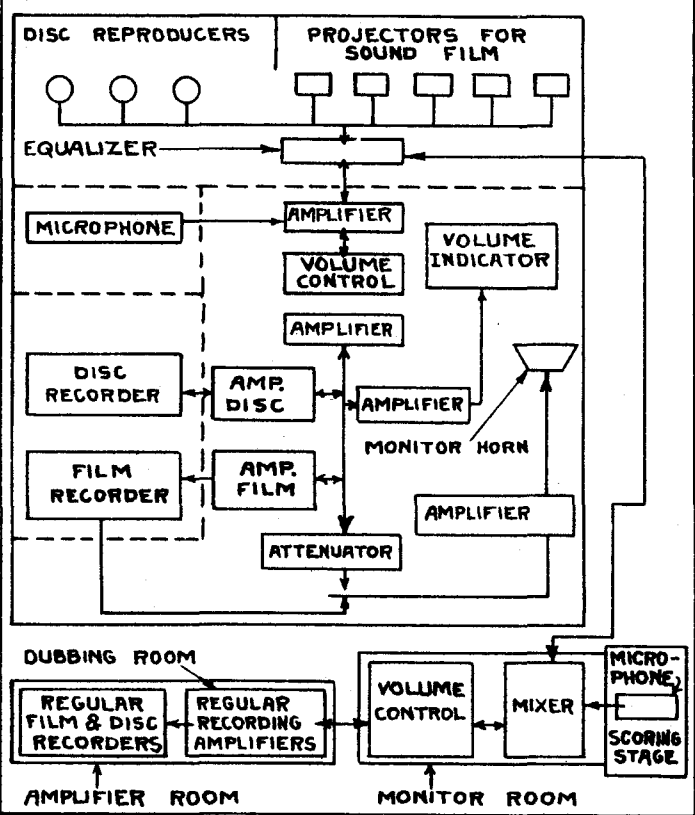 DISC REPRODUCERS
PROJECTORS FOR
SOUND FILM
EQUALIZER
MICROPHONE
AMPLIFIER
VOLUME
CONTROL
VOLUME
INDICATOR
AMPLIFIER
DISC
RECORDER
AMP.
DISC
AMPLIFIER
MONITOR HORN
FILM
RECORDER
AMP.
FILM
AMPLIFIER
ATTENUATOR
DUBBING ROOM
REGULAR
FILM & DISC
RECORDERS
REGULAR
RECORDING
AMPLIFIERS
VOLUME
CONTROL
MIXER
MICRO-
PHONE
SCORING
STAGE
AMPLIFIER ROOM
MONITOR ROOM